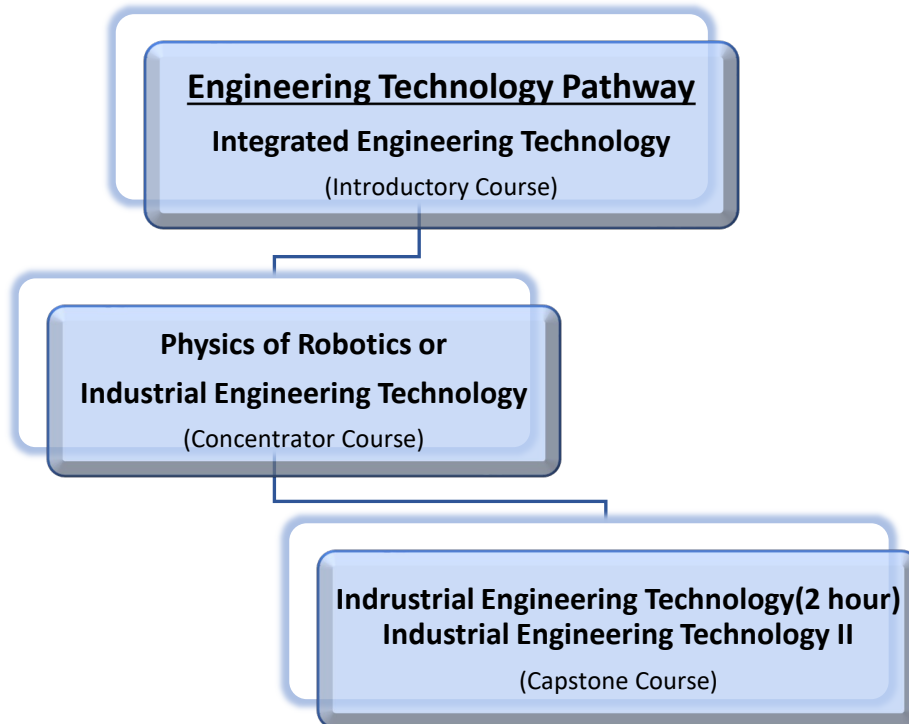 Engineering Technology Pathway
Integrated Engineering Technology
(Introductory Course)
Physics of Robotics or
Industrial Engineering Technology
(Concentrator Course)
Indrustrial Engineering Technology(2 hour)
Industrial Engineering Technology II
(Capstone Course)